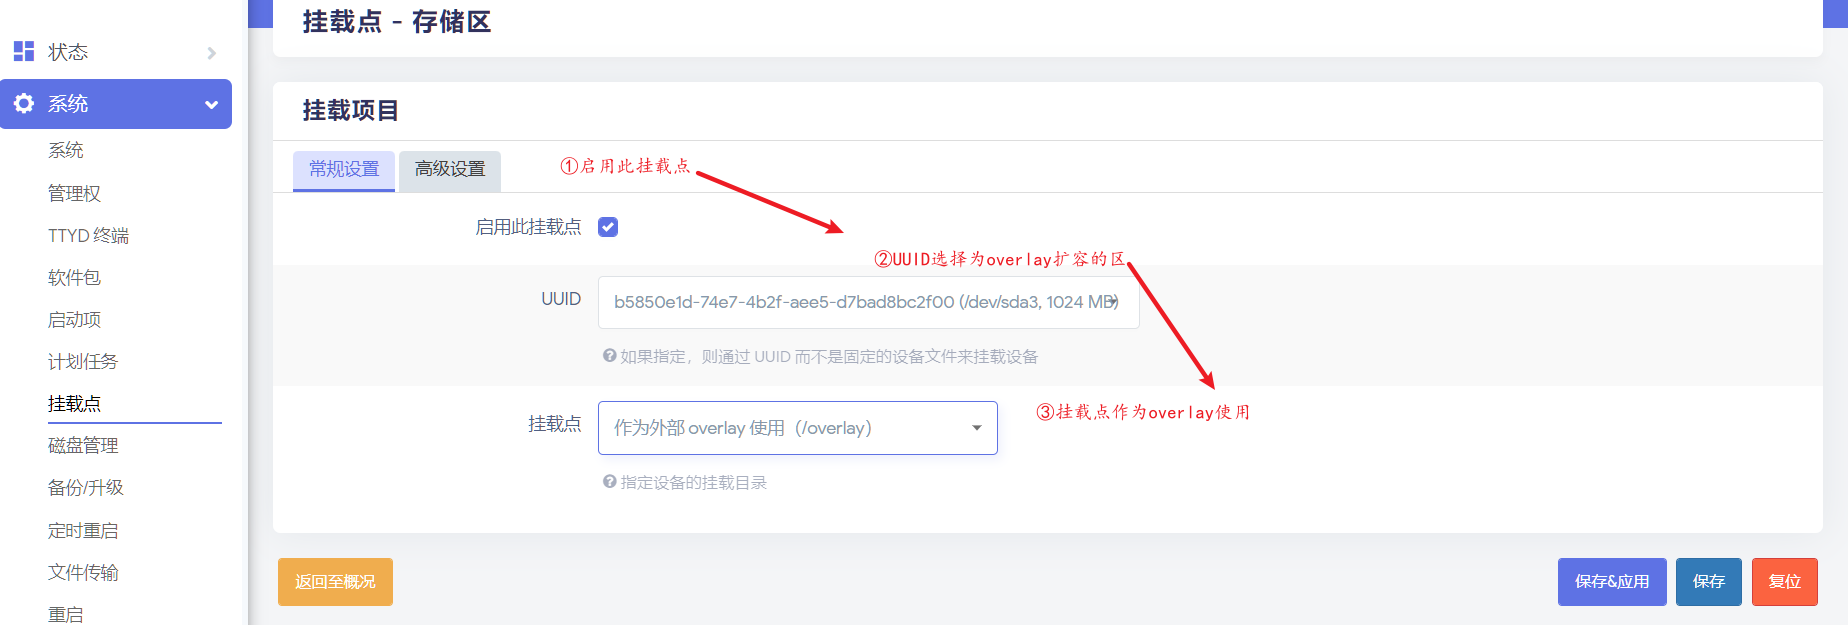 挂载点 - 存储区
状态
系统
系统
管理权
TTYD 终端
软件包
启动项
计划任务
挂载点
磁盘管理
备份/升级
定时重启
文件传输
重启
挂载项目
常规设置
高级设置
①启用此挂载点
启用此挂载点
②UUID选择为overlay扩容的区
UUID
b5850e1d-74e7-4b2f-aee5-d7bad8bc2f00 (/dev/sda3, 1024 MB)
如果指定，则通过 UUID 而不是固定的设备文件来挂载设备
③挂载点作为overlay使用
挂载点
作为外部 overlay 使用（/overlay）
指定设备的挂载目录
返回至概况
保存&应用
保存
复位